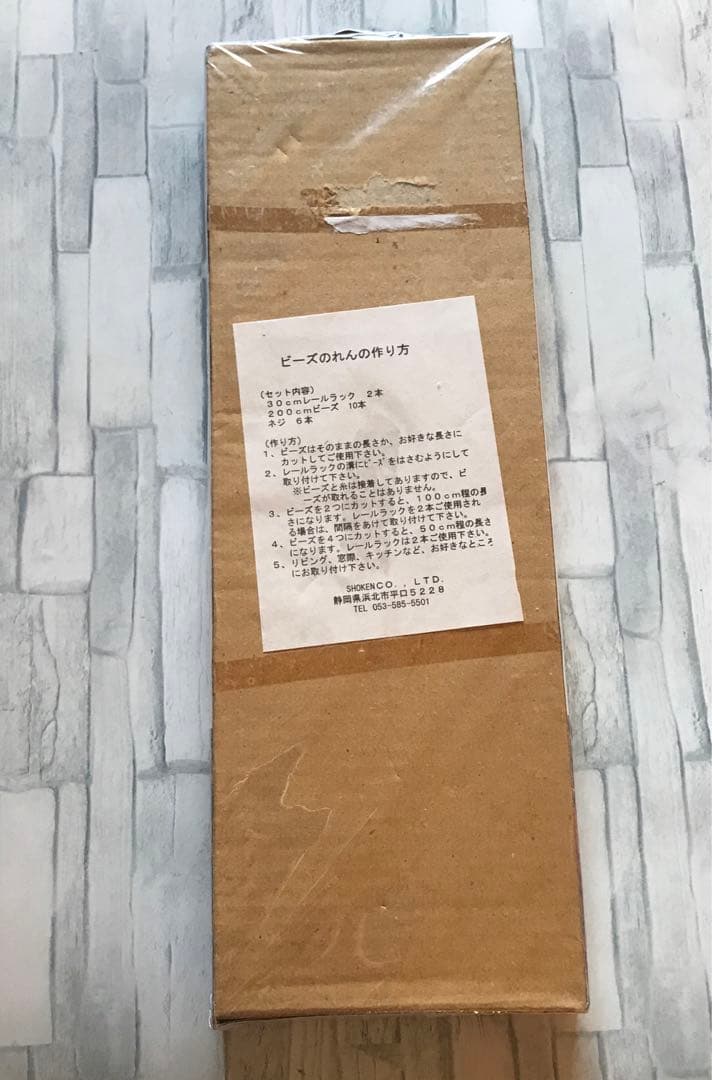 ビーズのれんの作り方
(セット内容)
30cmレールラック 2本
200cmビーズ 10本
ネジ 6本
(作り方)
1、ビーズはそのままの長さか、お好きな長さに
カットしてご使用下さい。
2、レールラックの溝にビーズをはさむようにして
取り付けて下さい。
※ビーズと糸は接着してありますので、ビ
ーズが取れることはありません。
3、ビーズを2つにカットすると、100cm程の長
さになります。レールラックを2本ご使用され
る場合は、間隔をあけて取り付けて下さい。
4、ビーズを4つにカットすると、50cm程の長さ
になります。レールラックは2本ご使用下さい。
5、リビング、窓際、キッチンなど、お好きなところ
にお取り付け下さい。
SHOKENCO.,LTD.
静岡県浜北市平口5228
TEL 053-585-5501